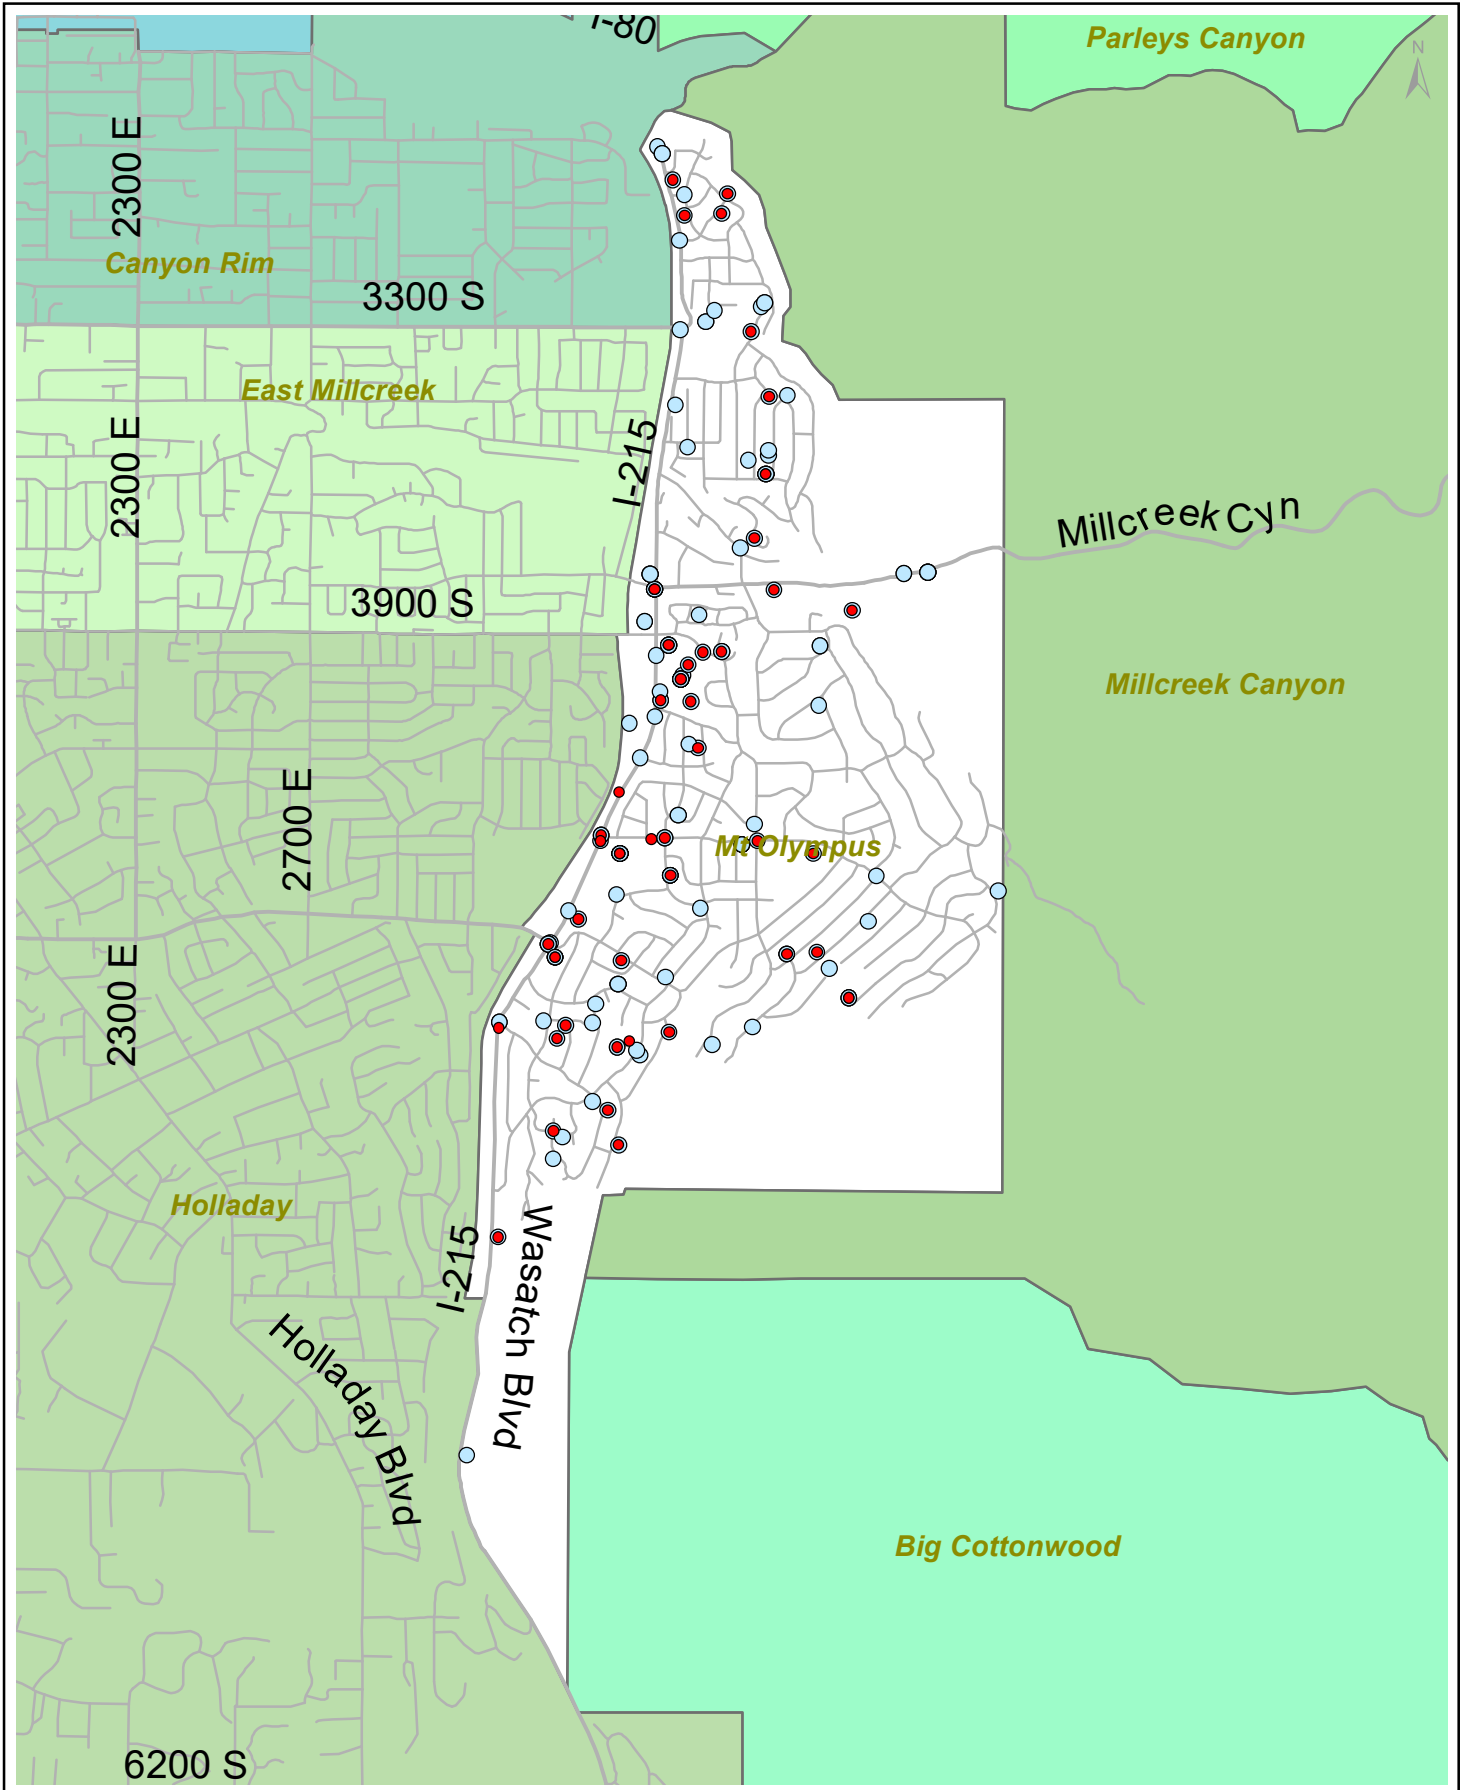 I-80
Parleys Canyon
N
2300 E
Canyon Rim
3300 S
East Millcreek
2300 E
I-215
Millcreek Cyn
3900 S
Millcreek Canyon
2700 E
Mt Olympus
2300 E
Holladay
I-215
Wasatch Blvd
Holladay Blvd
Big Cottonwood
6200 S